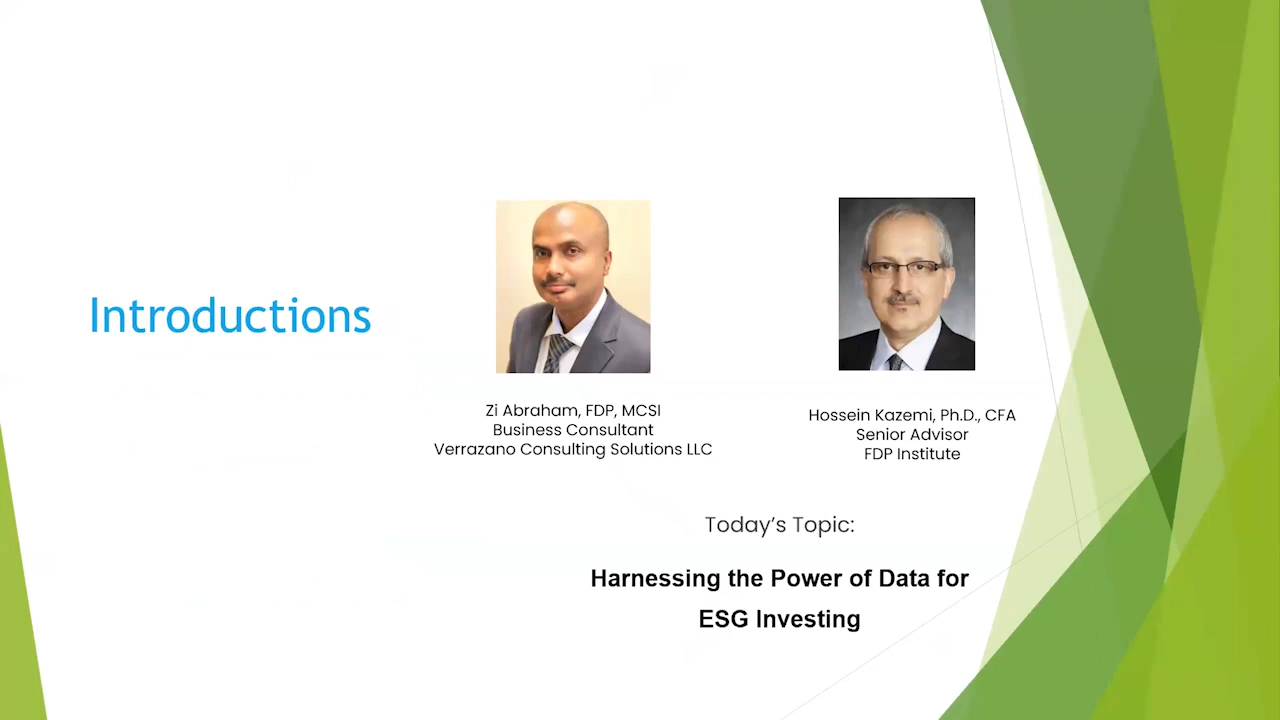 Introductions
Zi Abraham, FDP, MCSI
Business Consultant
Verrazano Consulting Solutions LLC
Hossein Kazemi, Ph.D., CFA
Senior Advisor
FDP Institute
Today's Topic:
Harnessing the Power of Data for
ESG Investing